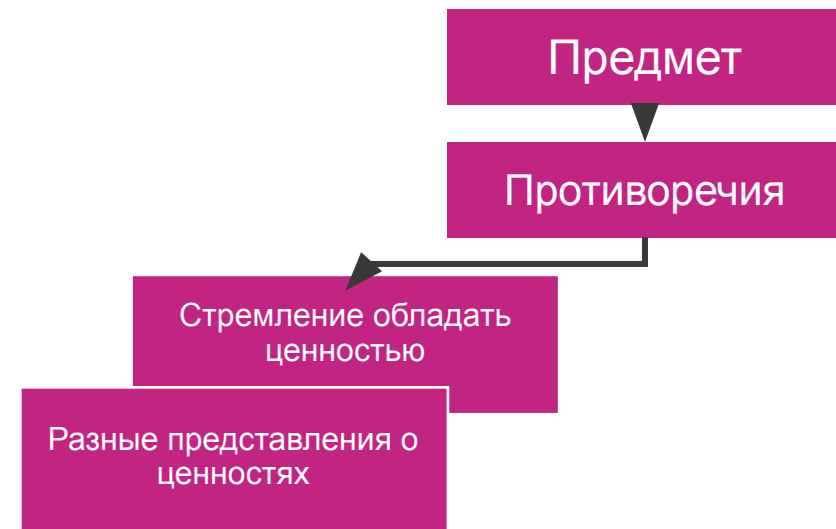 Предмет
Противоречия
Стремление обладать
ценностью
Разные представления о
ценностях